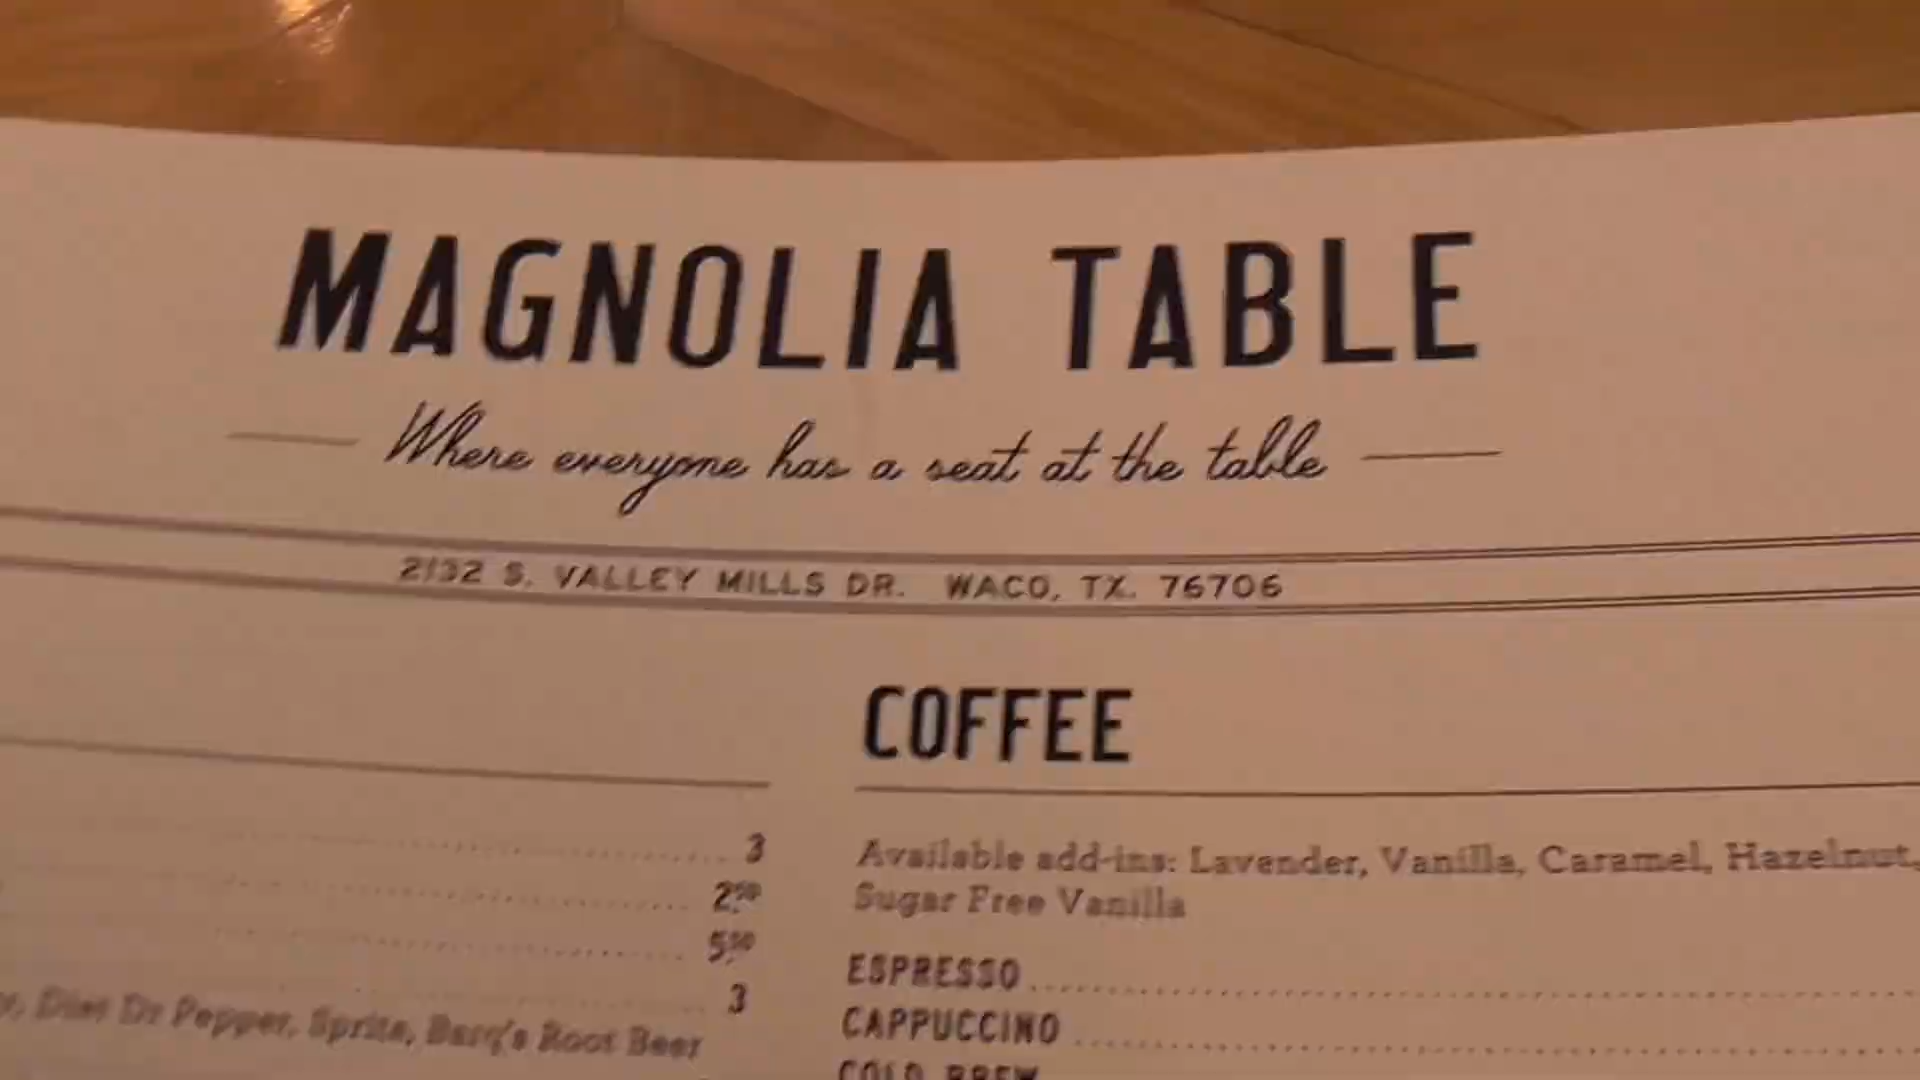 MAGNOLIA TABLE
Where everyone has a seat at the table
2132 S. VALLEY MILLS DR. WACO, TX. 76706
3
2.50
5.50
3
Diet Dr Pepper, Sprite, Barq's Root Beer
COFFEE
Available add-ins: Lavender, Vanilla, Caramel, Hazelnut,
Sugar Free Vanilla
ESPRESSO
CAPPUCCINO
COLD BREW